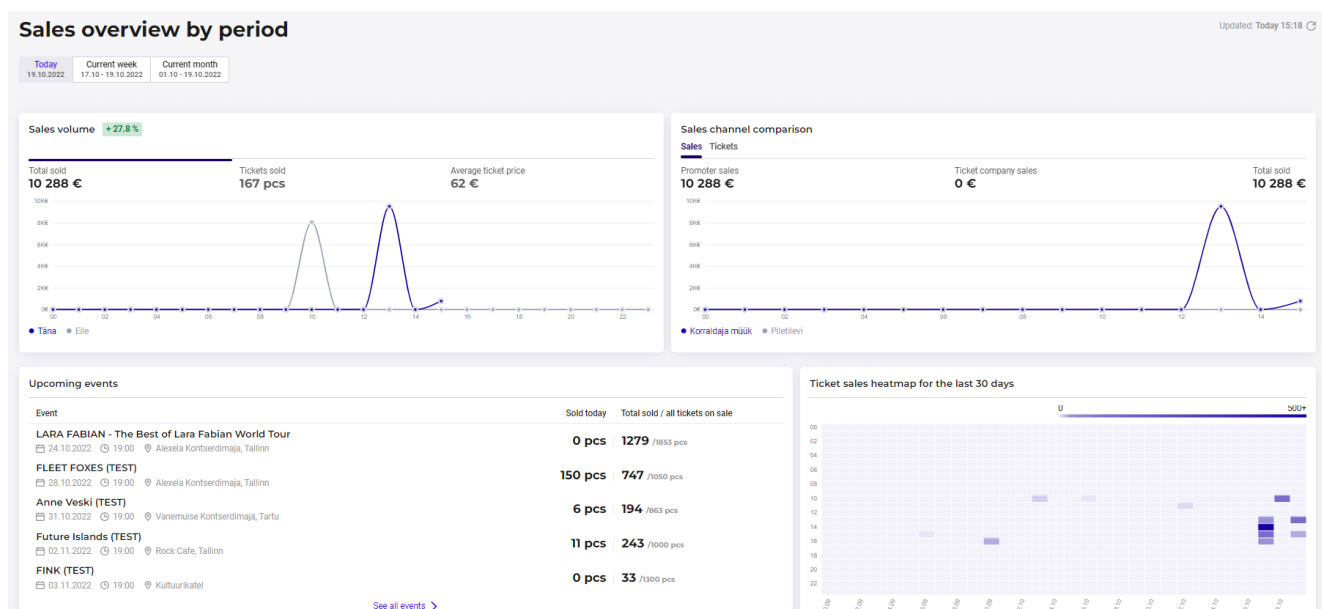 Sales overview by period
Updated: Today 15:18
Today Current week Current month
19.10.2022 17.10 - 19.10.2022 01.10 - 19.10.2022
Sales volume + 27.8 %
Total sold Tickets sold Average ticket price
10 288 € 167 pcs 62 €
10K€
8K€
6K€
4K€
2K€
0€
00 02 04 06 08 10 12 14 16 18 20 22
Täna Eile
Sales channel comparison
Sales Tickets
Promoter sales Ticket company sales Total sold
10 288 € 0 € 10 288 €
10K€
8K€
6K€
4K€
2K€
0€
00 02 04 06 08 10 12 14
Korraldaja müük Piletilevi
Upcoming events
Event Sold today Total sold / all tickets on sale
LARA FABIAN - The Best of Lara Fabian World Tour
24.10.2022 19:00 Alexela Kontserdimaja, Tallinn
0 pcs 1279 /1853 pcs
FLEET FOXES (TEST)
28.10.2022 19:00 Alexela Kontserdimaja, Tallinn
150 pcs 747 /1050 pcs
Anne Veski (TEST)
31.10.2022 19:00 Vanemuise Kontserdimaja, Tartu
6 pcs 194 /863 pcs
Future Islands (TEST)
02.11.2022 19:00 Rock Cafe, Tallinn
11 pcs 243 /1000 pcs
FINK (TEST)
03.11.2022 19:00 Kultuurikatel
0 pcs 33 /1300 pcs
See all events
Ticket sales heatmap for the last 30 days
0 500+
00
02
04
06
08
10
12
14
16
18
20
22